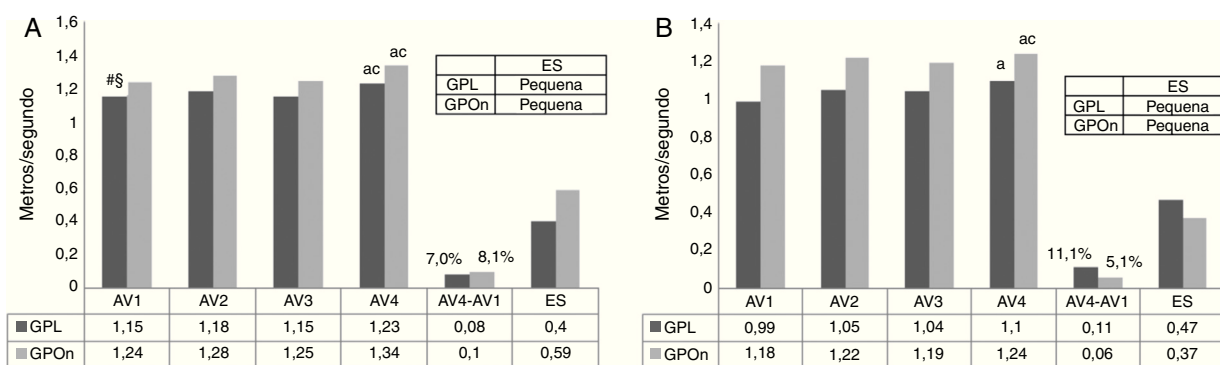 A
Metros/segundo
1,6
1,4
1,2
1
0,8
0,6
0,4
0,2
0
#§
ac
ac
7,0%
8,1%
ES
GPL Pequena
GPOn Pequena
AV1 AV2 AV3 AV4 AV4-AV1 ES
GPL 1,15 1,18 1,15 1,23 0,08 0,4
GPOn 1,24 1,28 1,25 1,34 0,1 0,59
B
Metros/segundo
1,4
1,2
1
0,8
0,6
0,4
0,2
0
a
ac
11,1%
5,1%
ES
GPL Pequena
GPOn Pequena
AV1 AV2 AV3 AV4 AV4-AV1 ES
GPL 0,99 1,05 1,04 1,1 0,11 0,47
GPOn 1,18 1,22 1,19 1,24 0,06 0,37